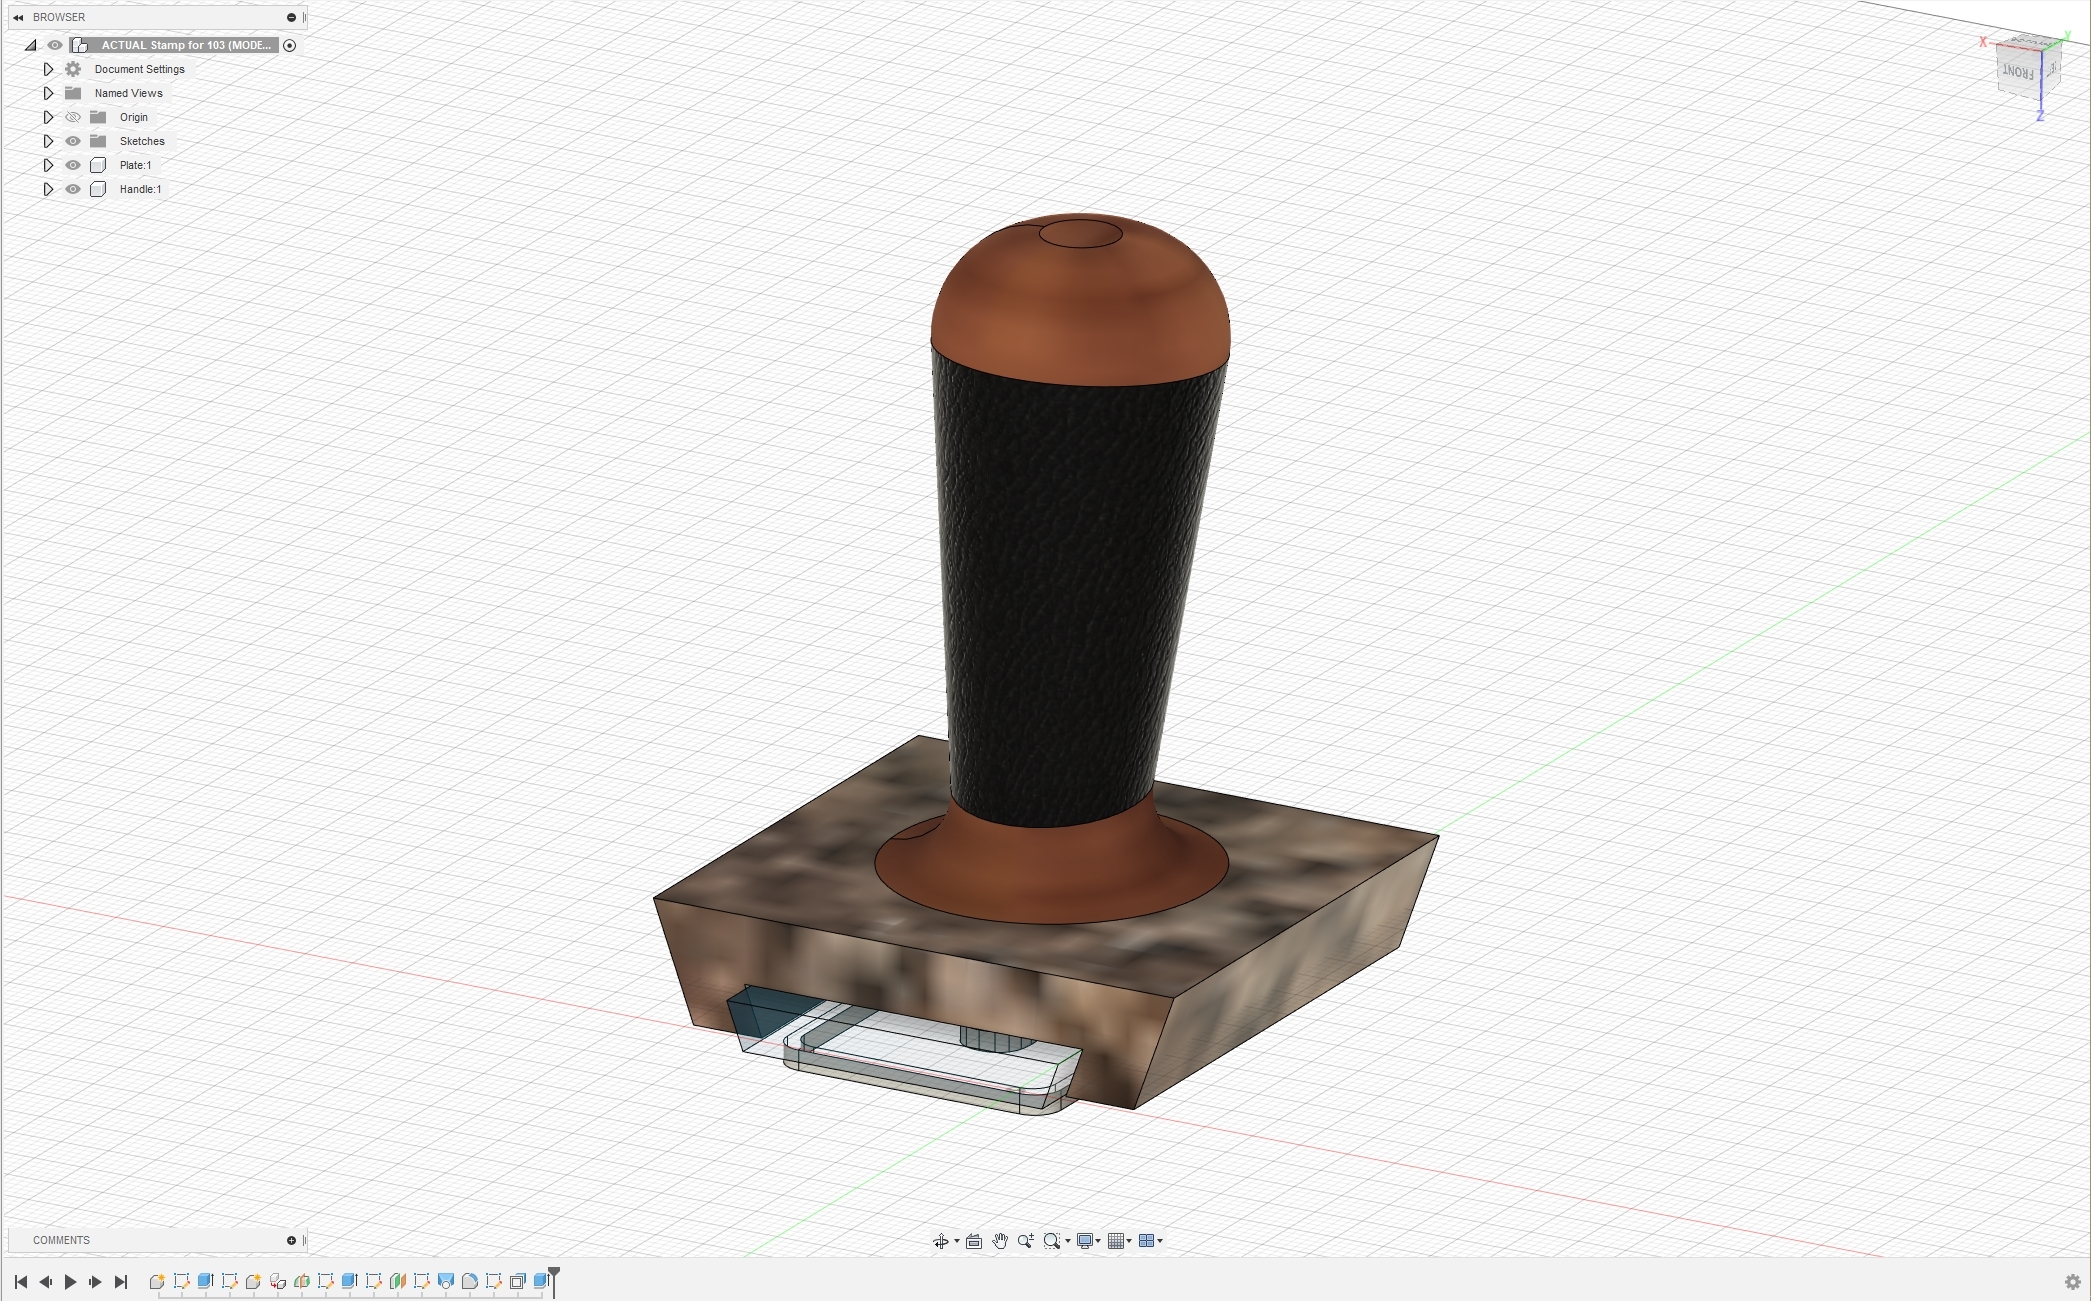 BROWSER
ACTUAL Stamp for 103 (MODE...
Document Settings
Named Views
Origin
Sketches
Plate:1
Handle:1
X
Y
FRONT
Z
COMMENTS